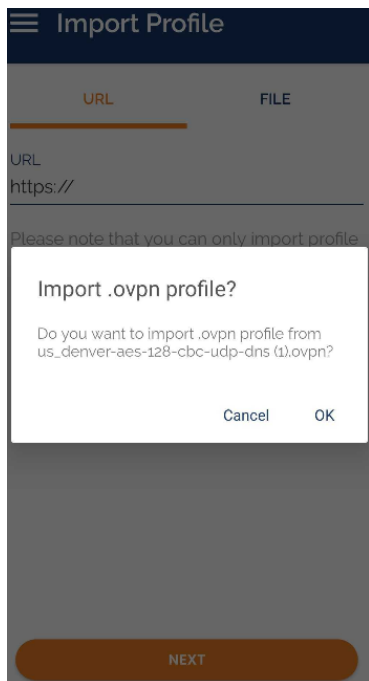 Import Profile
URL FILE
URL
https://
Please note that you can only import profile
Import .ovpn profile?
Do you want to import .ovpn profile from
us_denver-aes-128-cbc-udp-dns (1).ovpn?
Cancel OK
NEXT